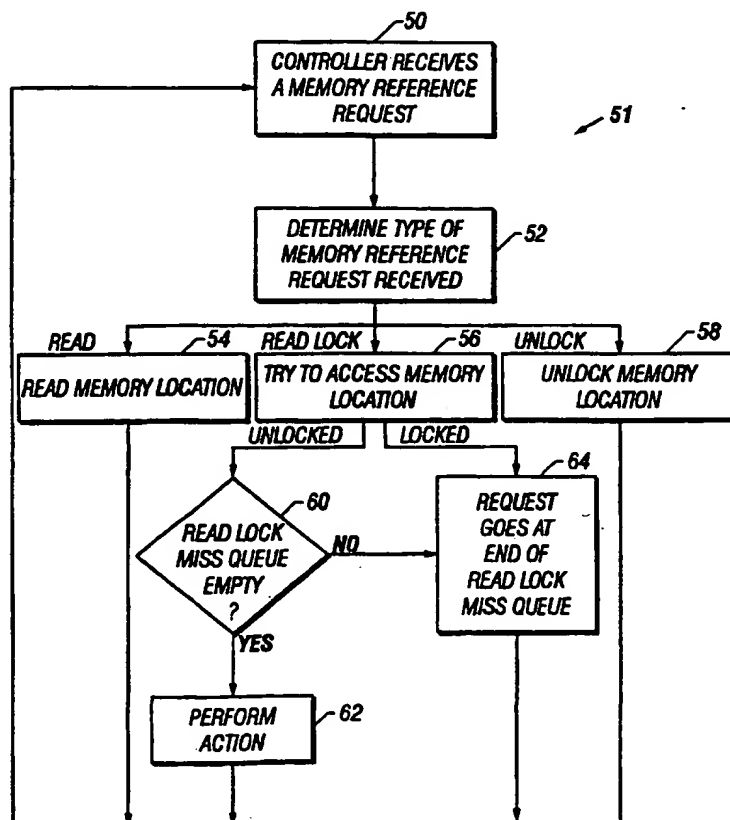 50
CONTROLLER RECEIVES
A MEMORY REFERENCE
REQUEST
51
DETERMINE TYPE OF
MEMORY REFERENCE
REQUEST RECEIVED
52
READ
54
READ LOCK
56
UNLOCK
58
READ MEMORY LOCATION
TRY TO ACCESS MEMORY
LOCATION
UNLOCK MEMORY
LOCATION
UNLOCKED
LOCKED
60
64
READ LOCK
MISS QUEUE
EMPTY
?
NO
REQUEST
GOES AT
END OF
READ LOCK
MISS QUEUE
YES
PERFORM
ACTION
62